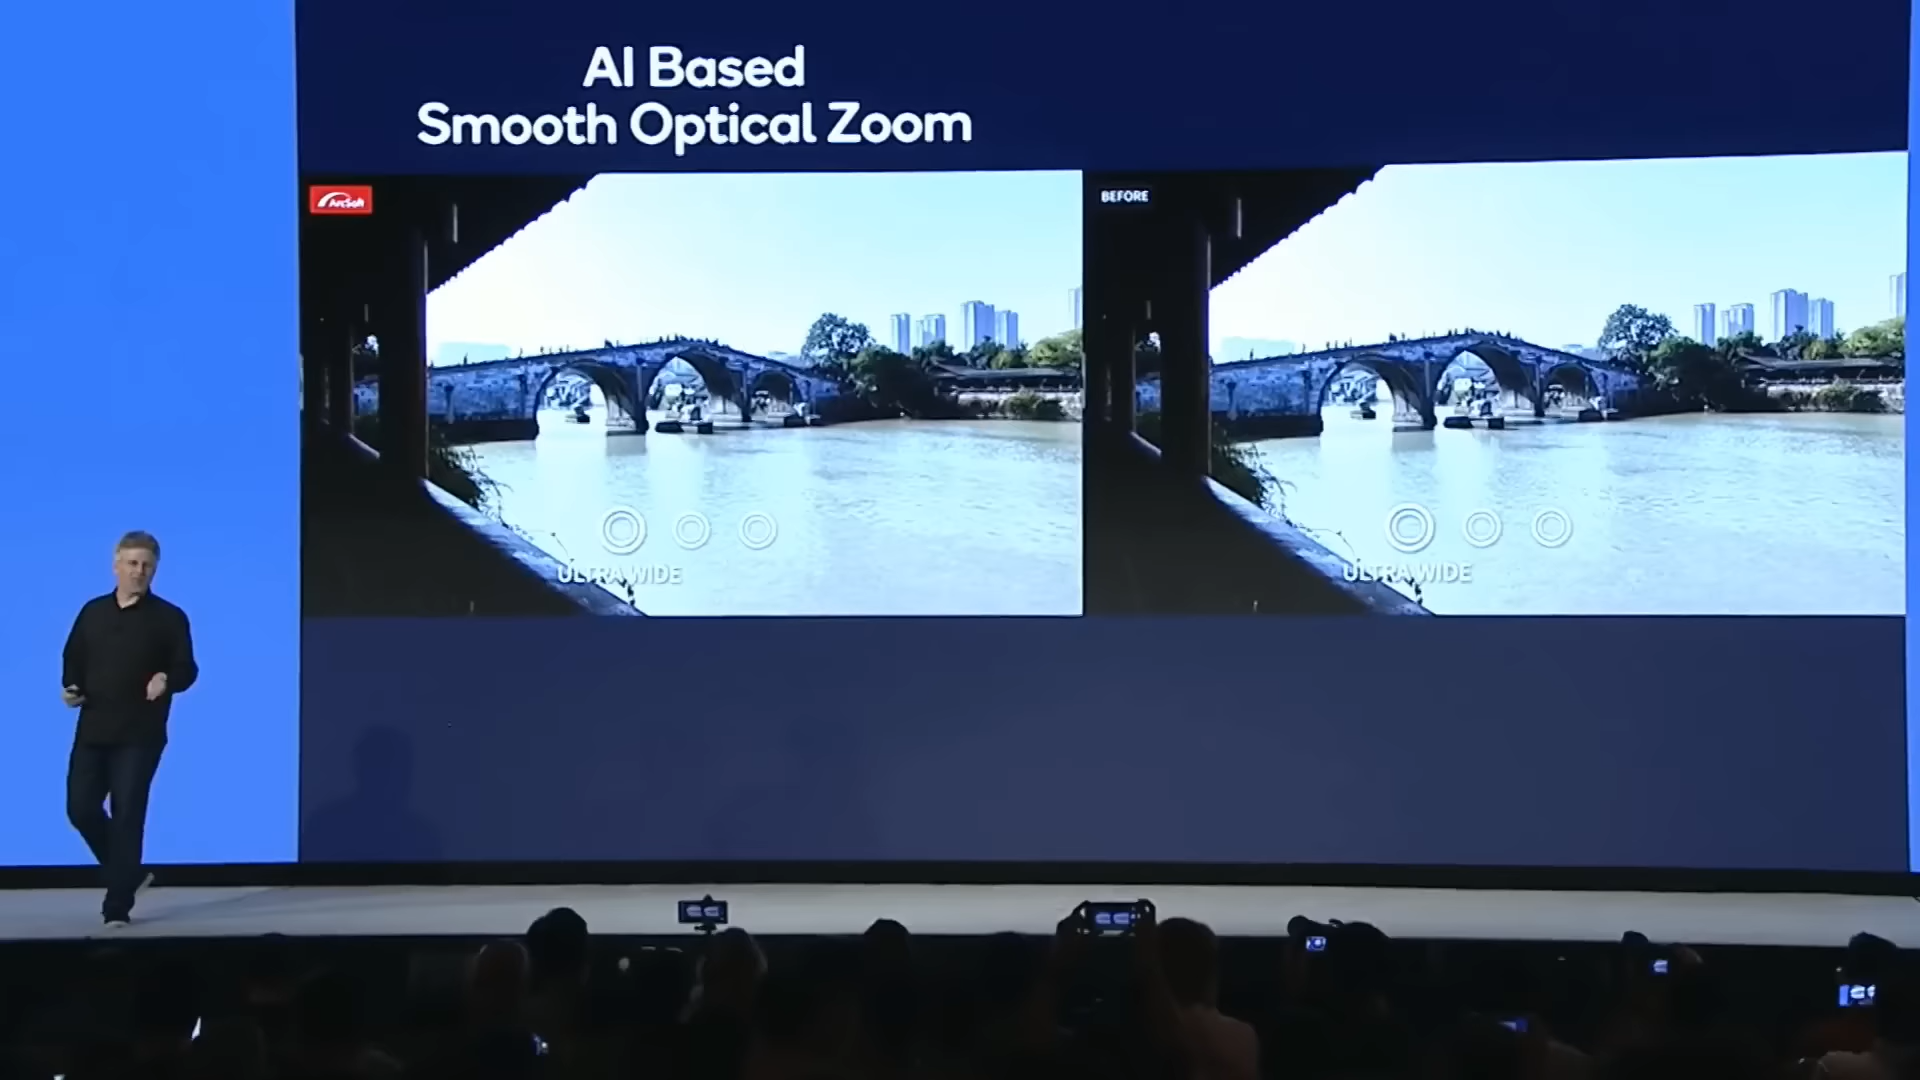 AI Based
Smooth Optical Zoom
ArcSoft
BEFORE
ULTRA WIDE
ULTRA WIDE